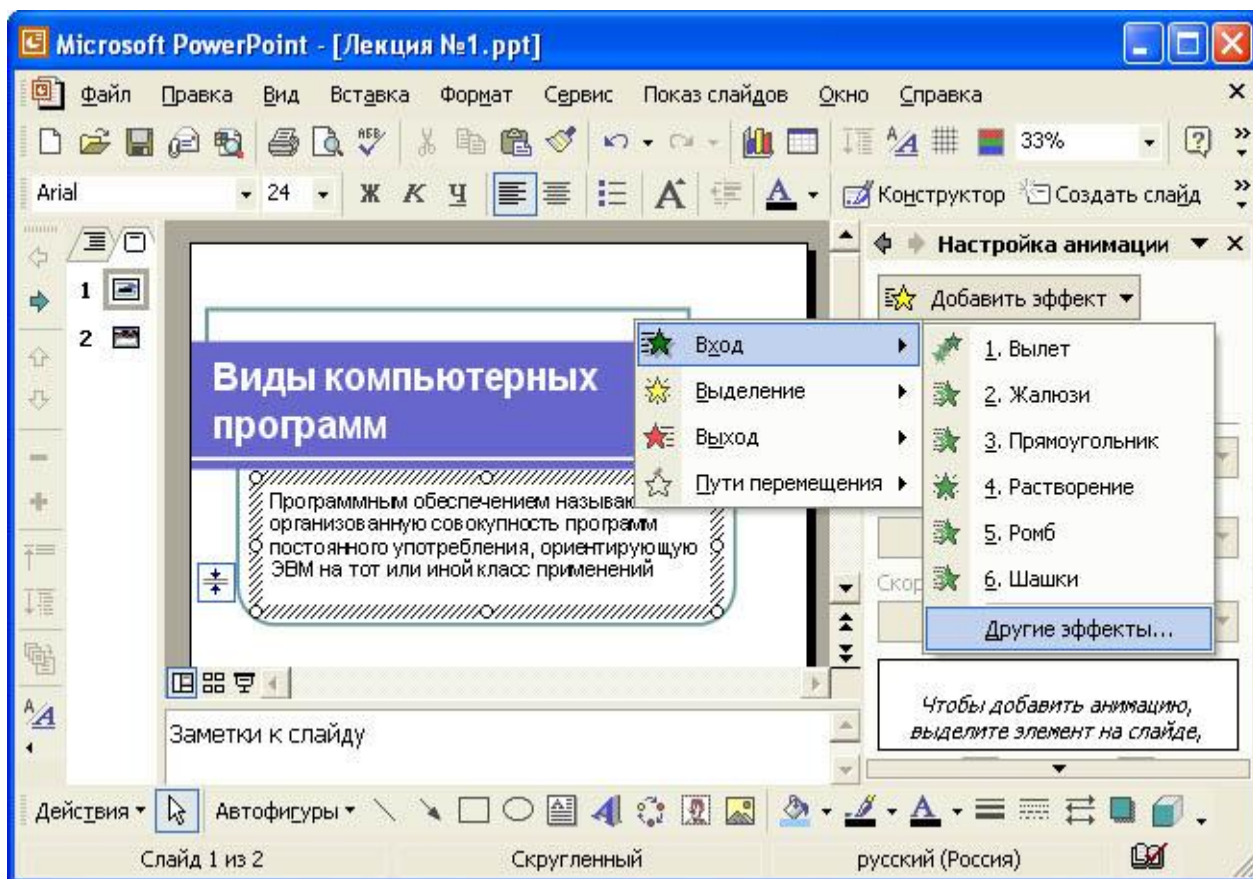 Microsoft PowerPoint - [Лекция №1.ppt]
Файл Правка Вид Вставка Формат Сервис Показ слайдов Окно Справка
33%
Arial 24 Ж К Ч Конструктор Создать слайд
Настройка анимации
Добавить эффект
1
2
Вход
Выделение
Выход
Пути перемещения
1. Вылет
2. Жалюзи
3. Прямоугольник
4. Растворение
5. Ромб
6. Шашки
Другие эффекты...
Скор
Виды компьютерных
программ
Программным обеспечением называю
организованную совокупность программ
постоянного употребления, ориентирующую
ЭВМ на тот или иной класс применений
Чтобы добавить анимацию,
выделите элемент на слайде,
Заметки к слайду
Действия Автофигуры
Слайд 1 из 2 Скругленный русский (Россия)